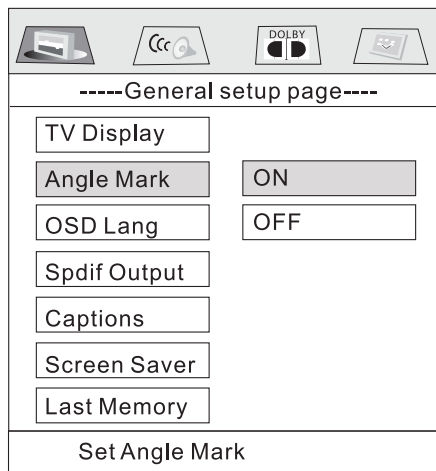 DOLBY
-----General setup page----
TV Display
Angle Mark
ON
OSD Lang
OFF
Spdif Output
Captions
Screen Saver
Last Memory
Set Angle Mark